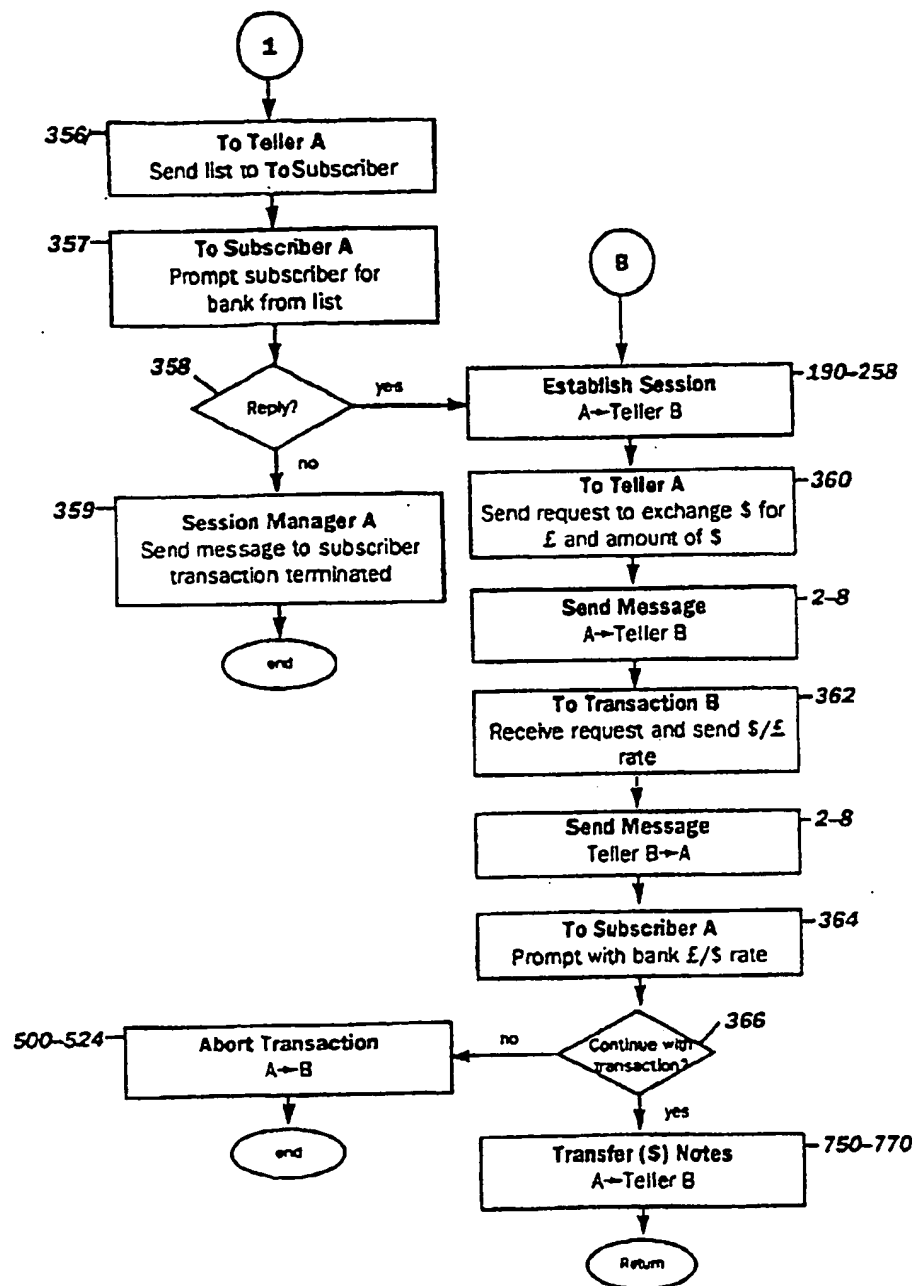 1
356
To Teller A
Send list to To Subscriber
357
To Subscriber A
Prompt subscriber for
bank from list
358
Reply?
yes
no
359
Session Manager A
Send message to subscriber
transaction terminated
end
B
190-258
Establish Session
A→Teller B
360
To Teller A
Send request to exchange $ for
£ and amount of $
2-8
Send Message
A→Teller B
362
To Transaction B
Receive request and send $/£
rate
2-8
Send Message
Teller B→A
364
To Subscriber A
Prompt with bank £/$ rate
366
Continue with
transaction?
no
yes
500-524
Abort Transaction
A→B
end
750-770
Transfer ($) Notes
A→Teller B
Return